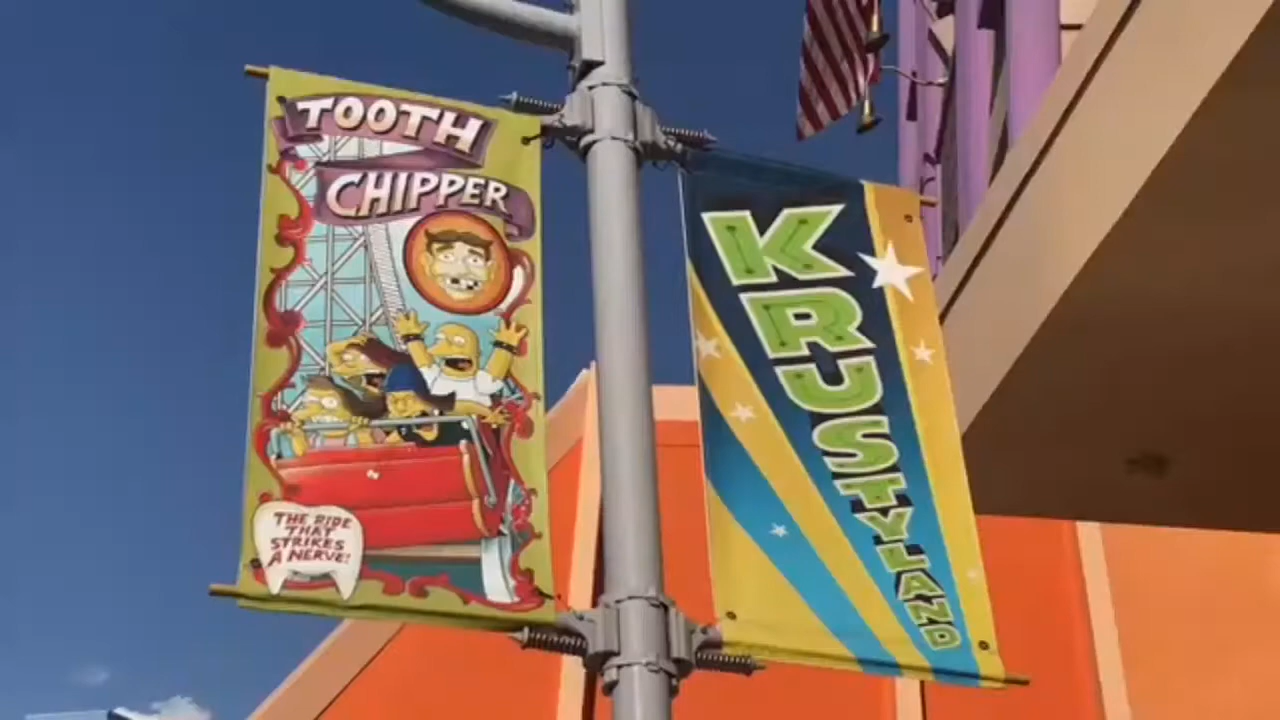 TOOTH
CHIPPER
THE RIDE
THAT
STRIKES
A NERVE!
KRUSTYLAND